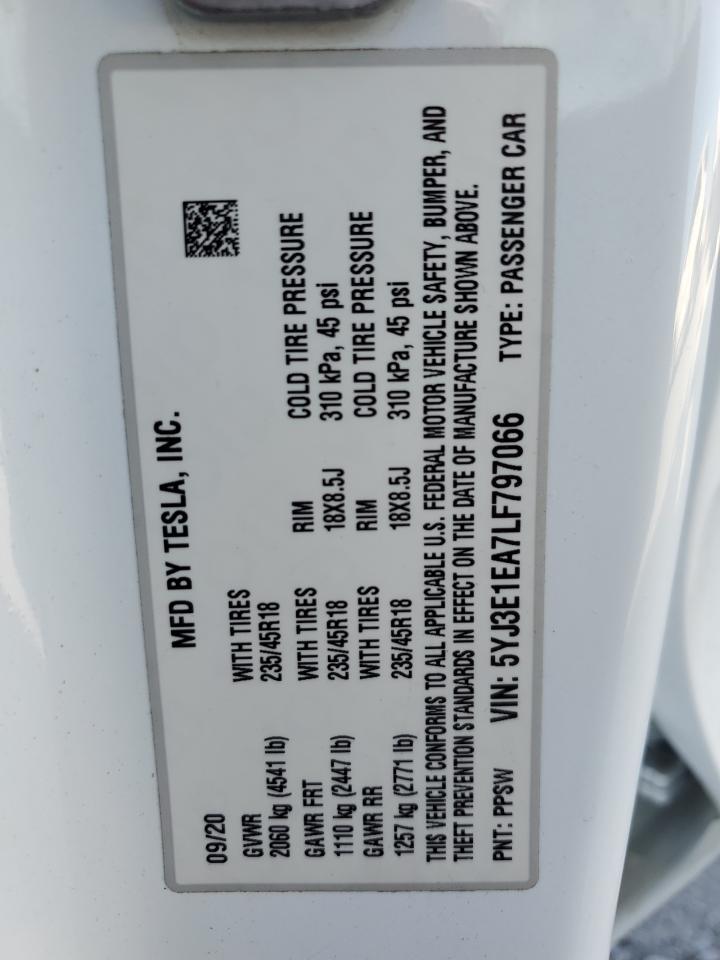 MFD BY TESLA, INC.
09/20
GVWR WITH TIRES
2060 kg (4541 lb) 235/45R18
GAWR FRT WITH TIRES RIM COLD TIRE PRESSURE
1110 kg (2447 lb) 235/45R18 18X8.5J 310 kPa, 45 psi
GAWR RR WITH TIRES RIM COLD TIRE PRESSURE
1257 kg (2771 lb) 235/45R18 18X8.5J 310 kPa, 45 psi
THIS VEHICLE CONFORMS TO ALL APPLICABLE U.S. FEDERAL MOTOR VEHICLE SAFETY, BUMPER, AND
THEFT PREVENTION STANDARDS IN EFFECT ON THE DATE OF MANUFACTURE SHOWN ABOVE.
PNT: PPSW VIN: 5YJ3E1EA7LF797066 TYPE: PASSENGER CAR